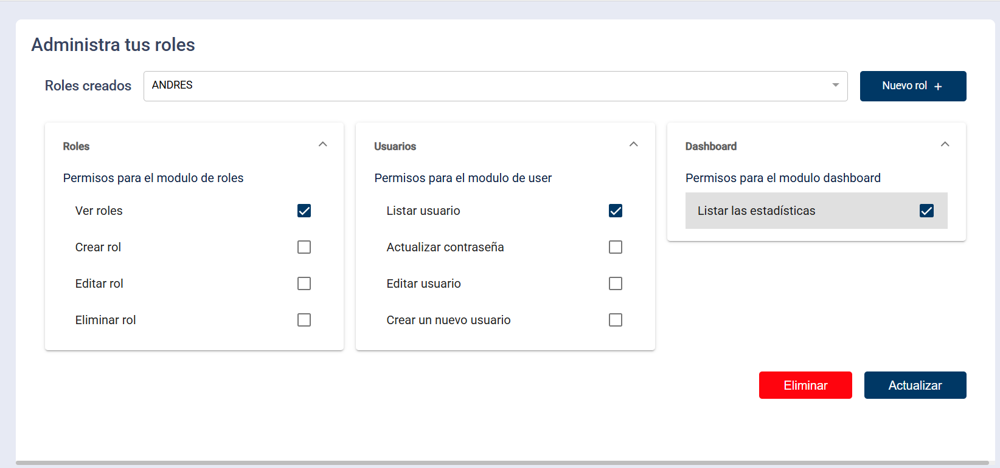 Administra tus roles
Roles creados
ANDRES
Nuevo rol +
Roles
Permisos para el modulo de roles
Ver roles
Crear rol
Editar rol
Eliminar rol
Usuarios
Permisos para el modulo de user
Listar usuario
Actualizar contraseña
Editar usuario
Crear un nuevo usuario
Dashboard
Permisos para el modulo dashboard
Listar las estadísticas
Eliminar
Actualizar